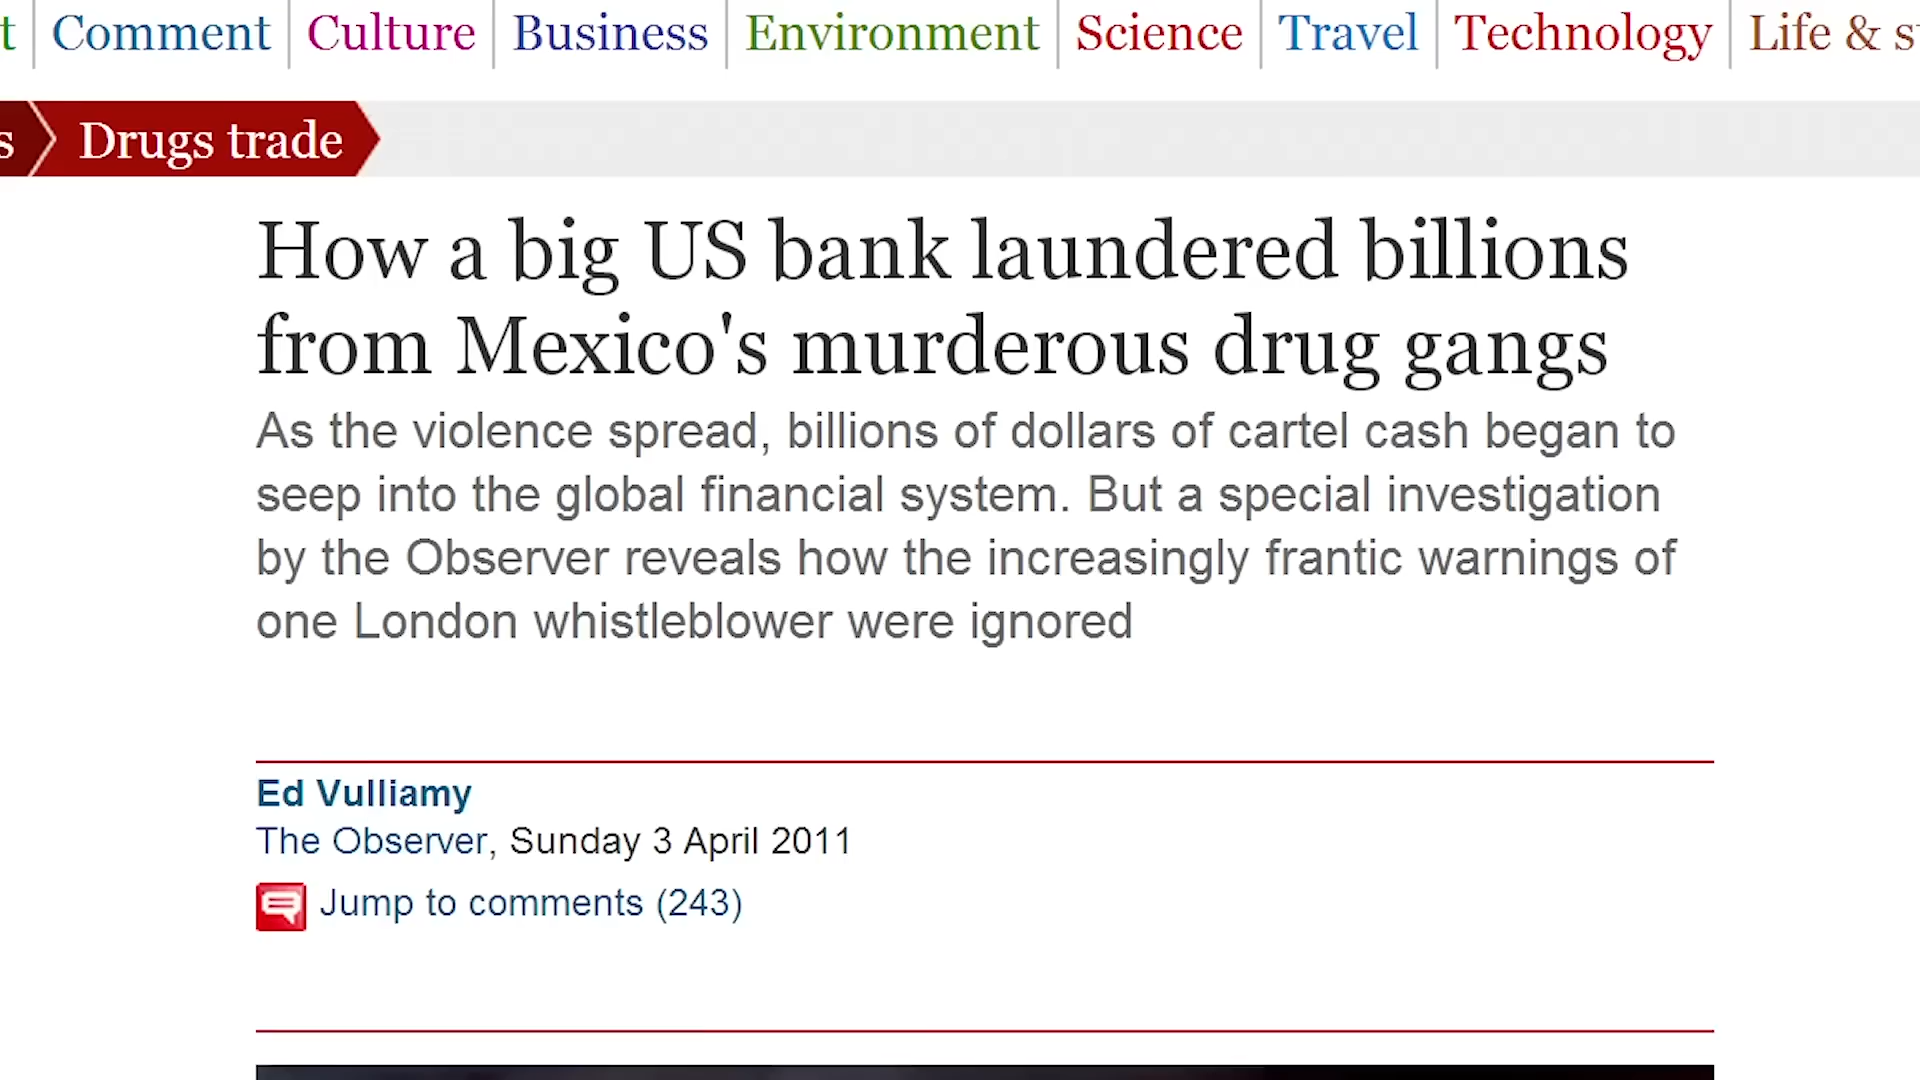 t Comment Culture Business Environment Science Travel Technology Life & s
s Drugs trade
How a big US bank laundered billions
from Mexico's murderous drug gangs
As the violence spread, billions of dollars of cartel cash began to
seep into the global financial system. But a special investigation
by the Observer reveals how the increasingly frantic warnings of
one London whistleblower were ignored
Ed Vulliamy
The Observer, Sunday 3 April 2011
Jump to comments (243)